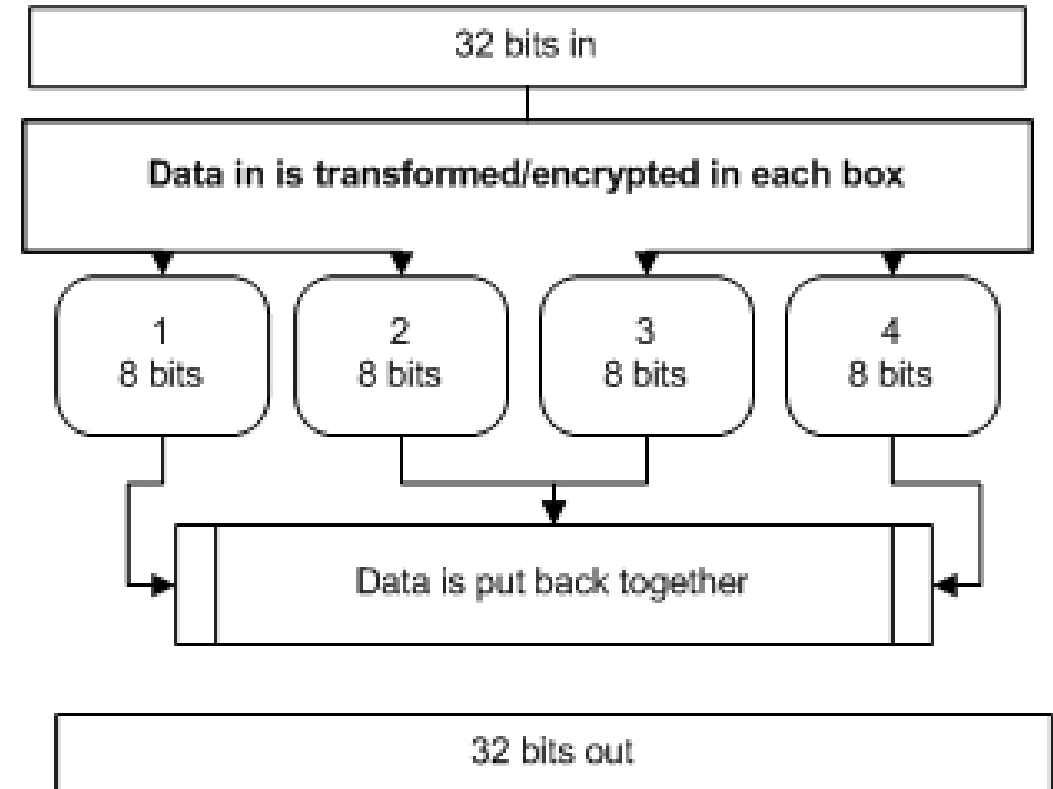 32 bits in
Data in is transformed/encrypted in each box
1
8 bits
2
8 bits
3
8 bits
4
8 bits
Data is put back together
32 bits out